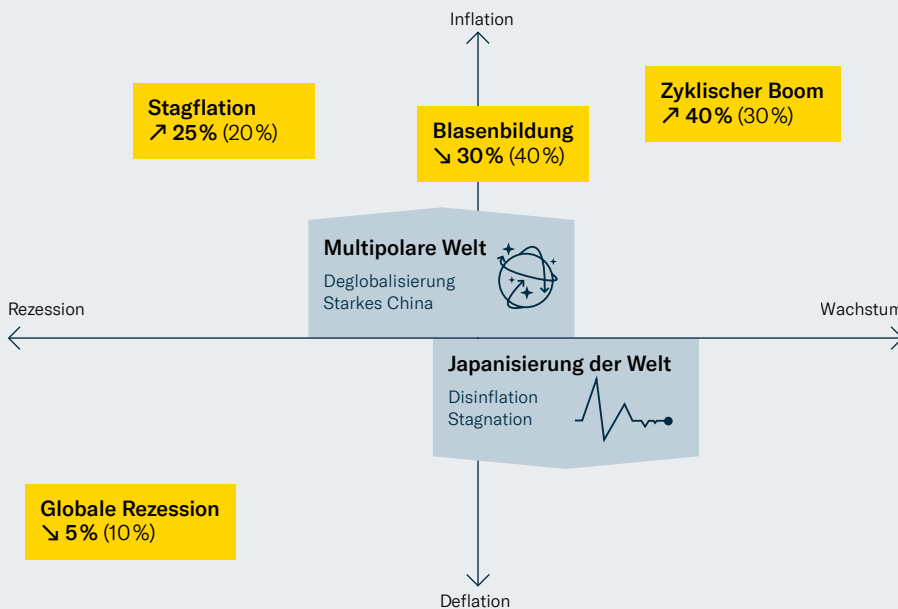 Inflation
Stagflation
↗ 25% (20%)
Blasenbildung
↘ 30% (40%)
Zyklischer Boom
↗ 40% (30%)
Multipolare Welt
Deglobalisierung
Starkes China
Rezession
Wachstum
Japanisierung der Welt
Disinflation
Stagnation
Globale Rezession
↘ 5% (10%)
Deflation